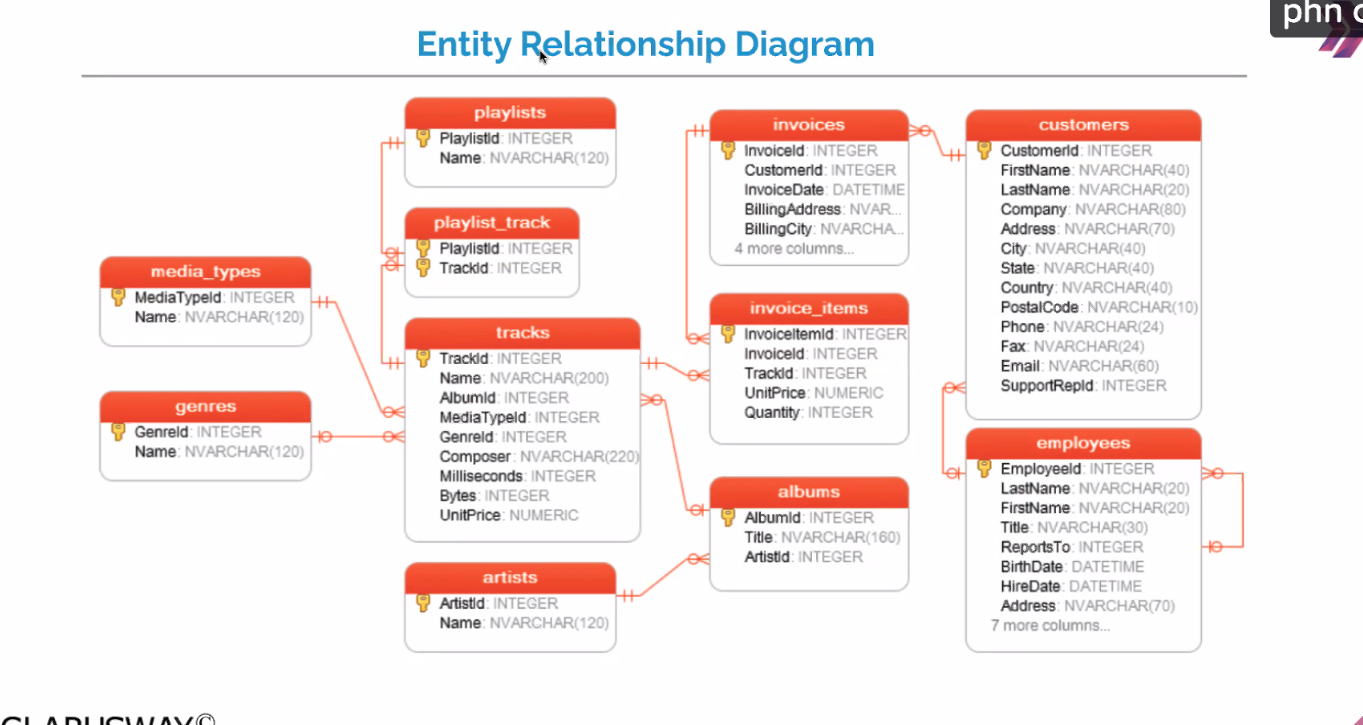 phn
Entity Relationship Diagram
playlists
PlaylistId: INTEGER
Name: NVARCHAR(120)
playlist_track
PlaylistId: INTEGER
TrackId: INTEGER
media_types
MediaTypeId: INTEGER
Name: NVARCHAR(120)
genres
GenreId: INTEGER
Name: NVARCHAR(120)
tracks
TrackId: INTEGER
Name: NVARCHAR(200)
AlbumId: INTEGER
MediaTypeId: INTEGER
GenreId: INTEGER
Composer: NVARCHAR(220)
Milliseconds: INTEGER
Bytes: INTEGER
UnitPrice: NUMERIC
artists
ArtistId: INTEGER
Name: NVARCHAR(120)
invoices
InvoiceId: INTEGER
CustomerId: INTEGER
InvoiceDate: DATETIME
BillingAddress: NVAR...
BillingCity: NVARCHA...
4 more columns...
invoice_items
InvoiceItemId: INTEGER
InvoiceId: INTEGER
TrackId: INTEGER
UnitPrice: NUMERIC
Quantity: INTEGER
albums
AlbumId: INTEGER
Title: NVARCHAR(160)
ArtistId: INTEGER
customers
CustomerId: INTEGER
FirstName: NVARCHAR(40)
LastName: NVARCHAR(20)
Company: NVARCHAR(80)
Address: NVARCHAR(70)
City: NVARCHAR(40)
State: NVARCHAR(40)
Country: NVARCHAR(40)
PostalCode: NVARCHAR(10)
Phone: NVARCHAR(24)
Fax: NVARCHAR(24)
Email: NVARCHAR(60)
SupportRepId: INTEGER
employees
EmployeeId: INTEGER
LastName: NVARCHAR(20)
FirstName: NVARCHAR(20)
Title: NVARCHAR(30)
ReportsTo: INTEGER
BirthDate: DATETIME
HireDate: DATETIME
Address: NVARCHAR(70)
7 more columns...